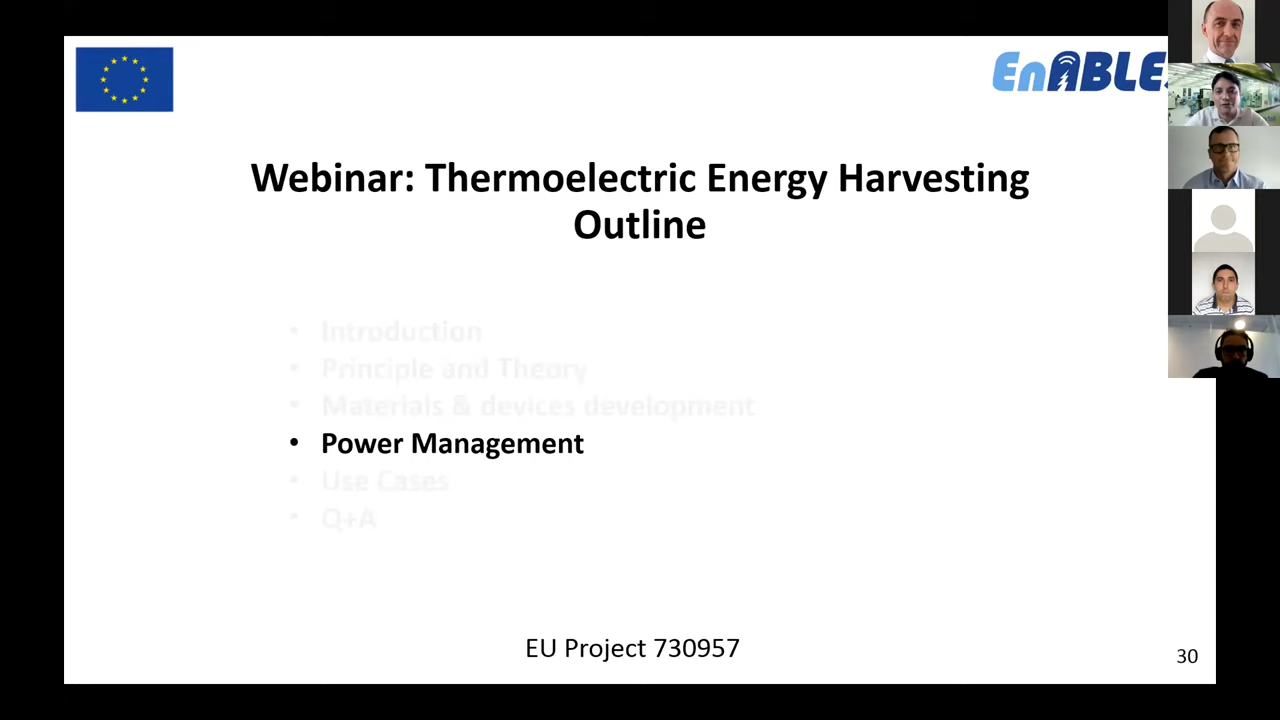 EnABLES
Webinar: Thermoelectric Energy Harvesting
Outline
• Introduction
• Principle and Theory
• Materials & devices development
• Power Management
• Use Cases
• Q+A
EU Project 730957
30